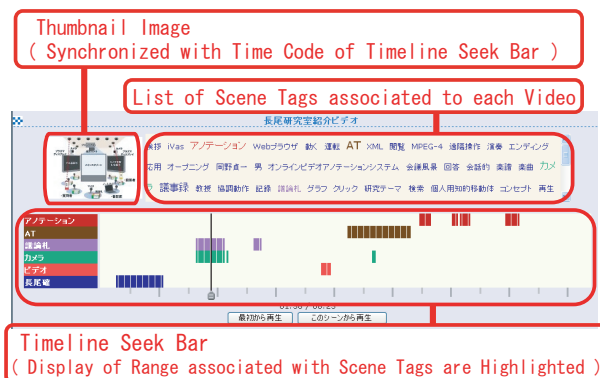 Thumbnail Image
( Synchronized with Time Code of Timeline Seek Bar )
List of Scene Tags associated to each Video
長尾研究室紹介ビデオ
挨拶 iVas アノテーション Webブラウザ 動く 運転 AT XML 閲覧 MPEG-4 遠隔操作 演奏 エンディング
応用 オープニング 岡野貞一 男 オンラインビデオアノテーションシステム 会議風景 回答 会話的 楽譜 楽曲 カメ
ラ 議事録 教授 協調動作 記録 議論札 グラフ クリック 研究テーマ 検索 個人用知的移動体 コンセプト 再生
アノテーション
AT
議論札
カメラ
ビデオ
長尾確
最初から再生 このシーンから再生
Timeline Seek Bar
( Display of Range associated with Scene Tags are Highlighted )